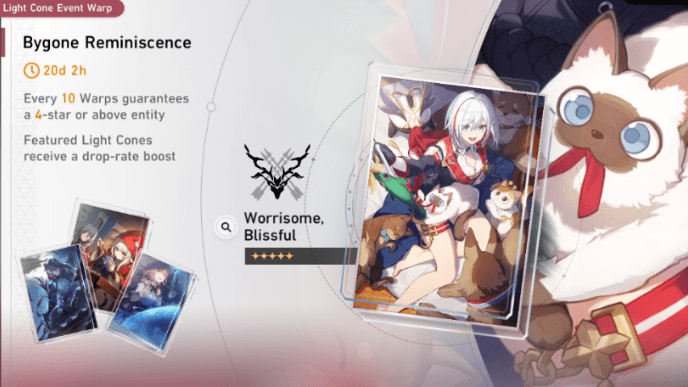 Light Cone Event Warp
Bygone Reminiscence
20d 2h
Every 10 Warps guarantees
a 4-star or above entity
Featured Light Cones
receive a drop-rate boost
Worrisome,
Blissful